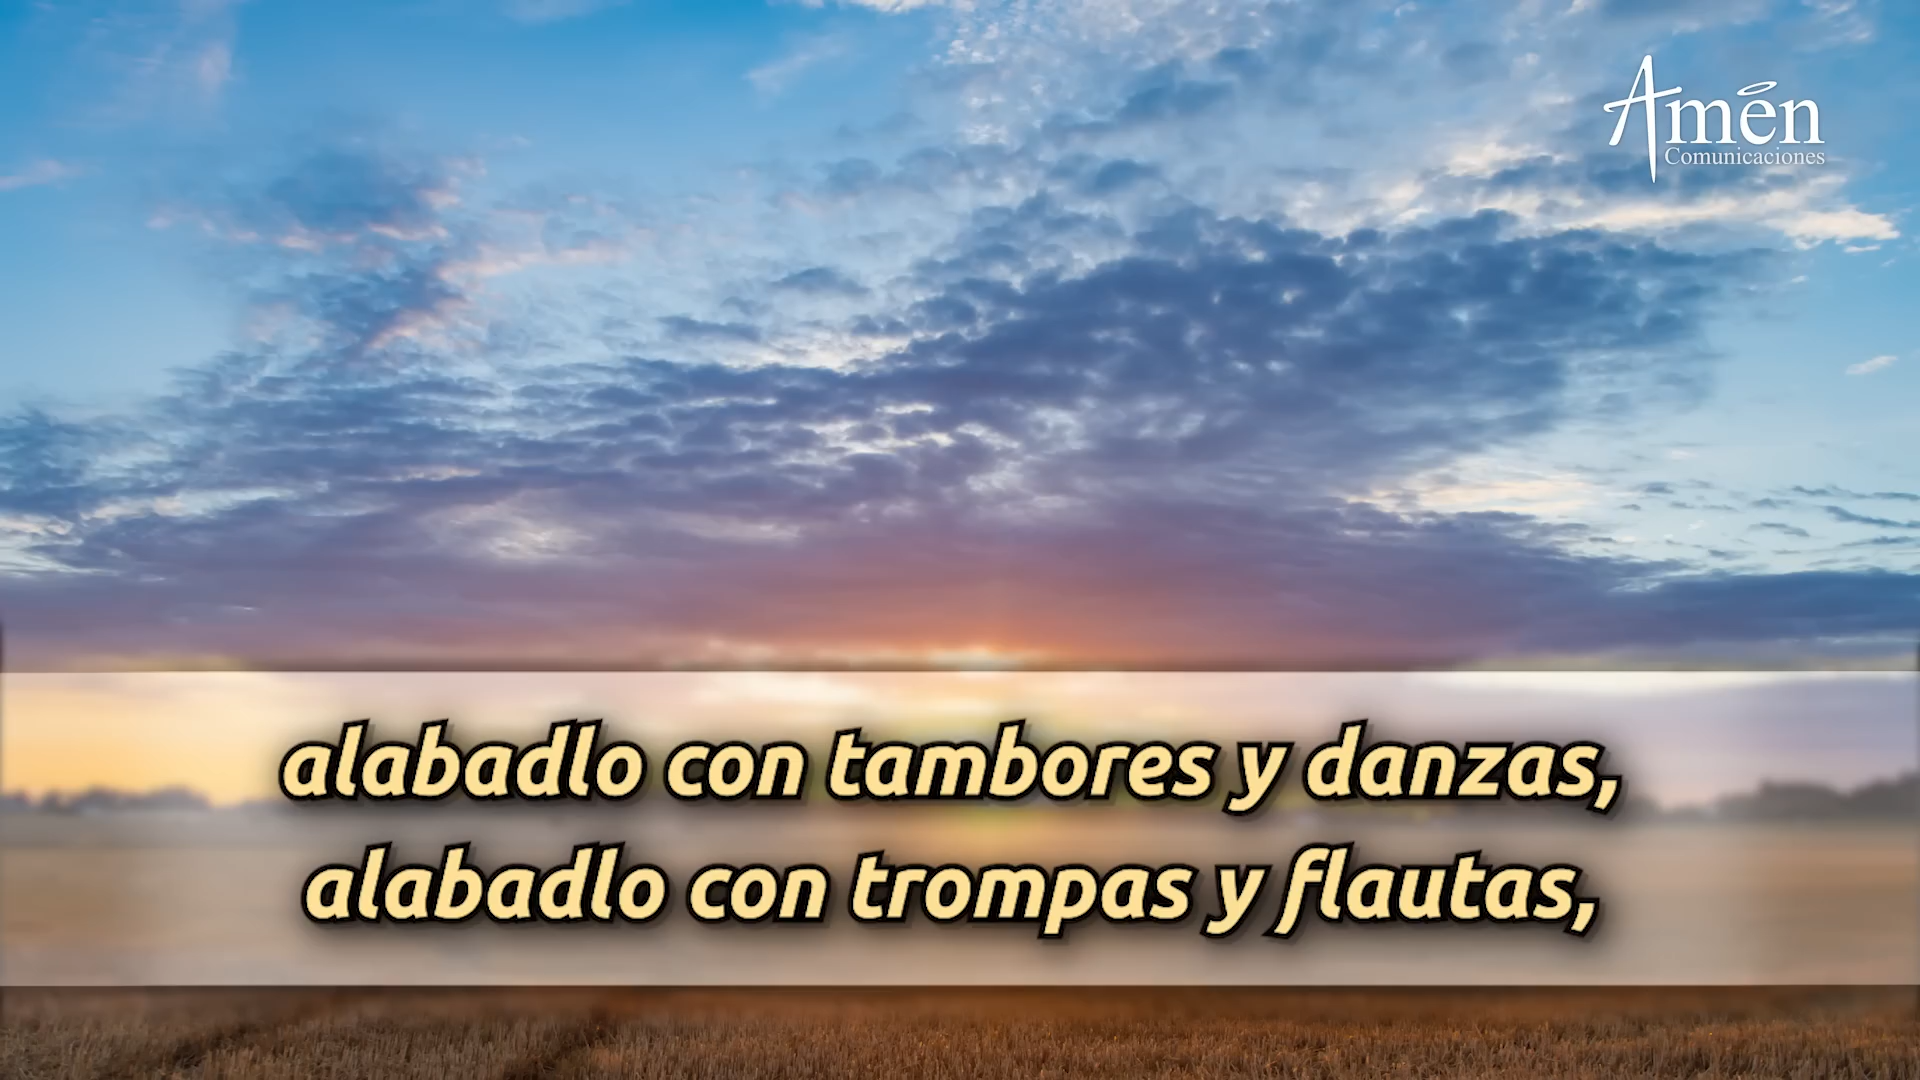 Amén
Comunicaciones
alabadlo con tambores y danzas,
alabadlo con trompas y flautas,